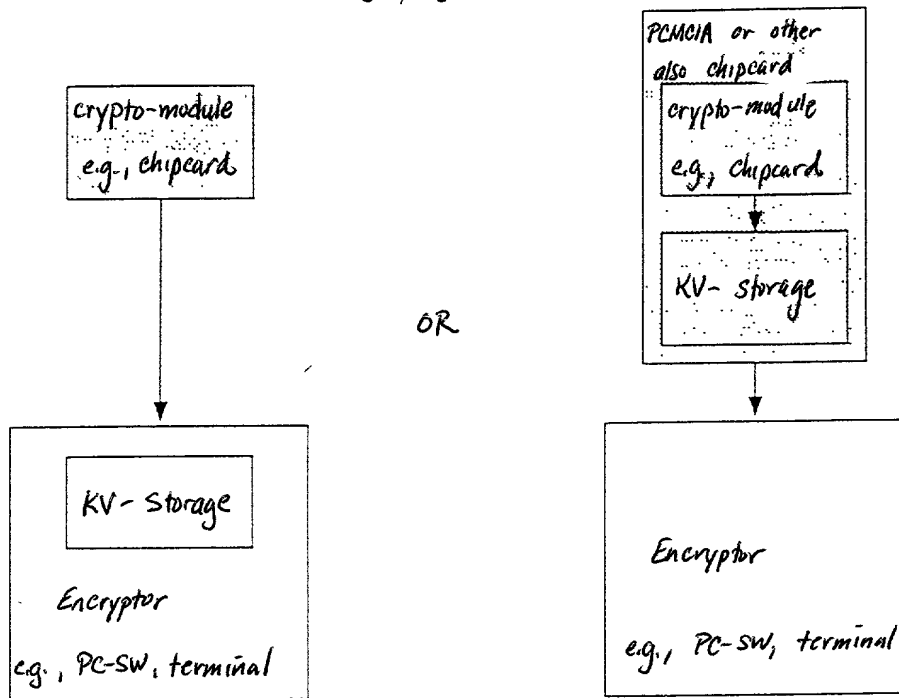 crypto-module
e.g., chipcard
KV-storage
Encryptor
e.g., PC-SW, terminal
OR
PCMCIA or other
also chipcard
crypto-module
e.g., chipcard
KV-storage
Encryptor
e.g., PC-SW, terminal